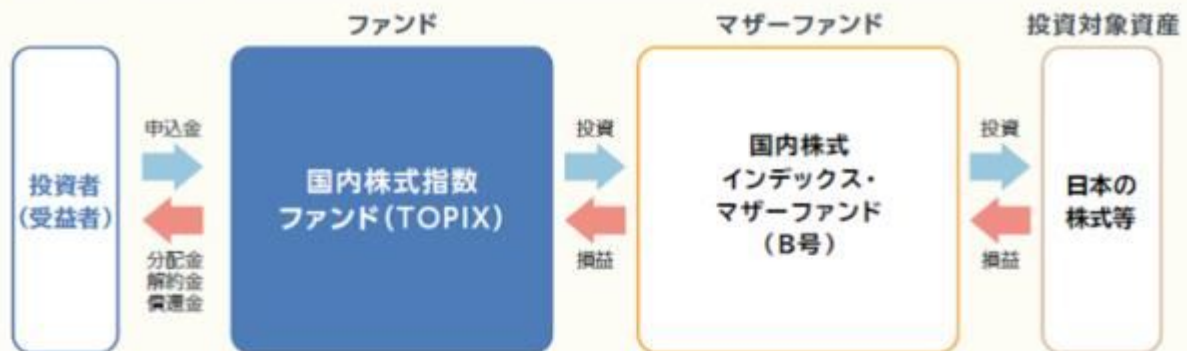 ファンド
マザーファンド
投資対象資産
投資者
(受益者)
申込金
分配金
解約金
償還金
国内株式指数
ファンド(TOPIX)
投資
損益
国内株式
インデックス・
マザーファンド
(B号)
投資
損益
日本の
株式等